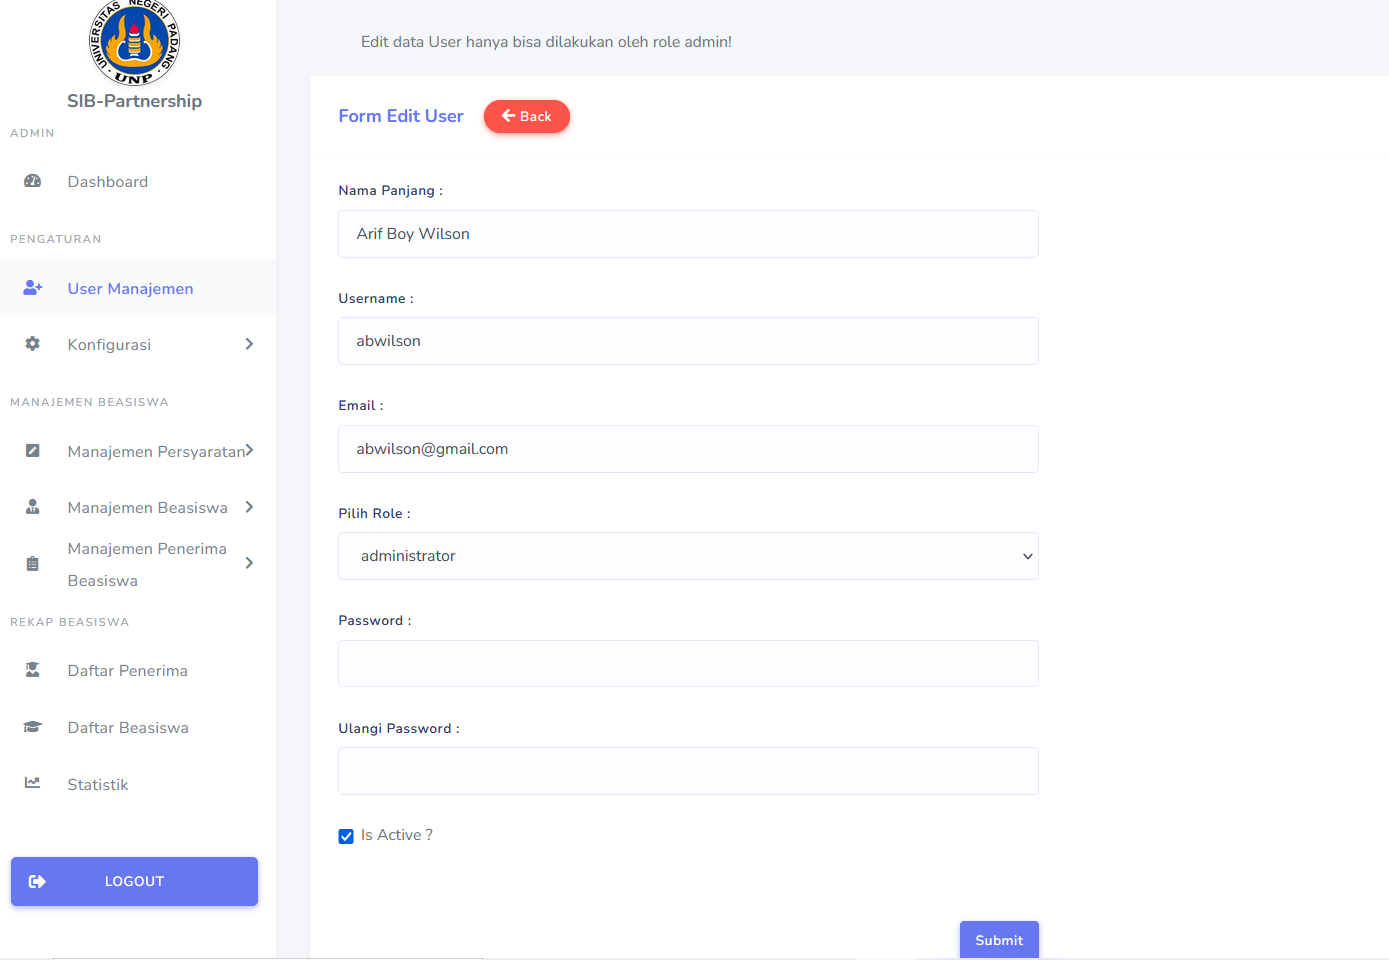 UNIVERSITAS NEGERI PADANG
UNP
SIB-Partnership
ADMIN
Dashboard
PENGATURAN
User Manajemen
Konfigurasi
MANAJEMEN BEASISWA
Manajemen Persyaratan
Manajemen Beasiswa
Manajemen Penerima
Beasiswa
REKAP BEASISWA
Daftar Penerima
Daftar Beasiswa
Statistik
LOGOUT
Edit data User hanya bisa dilakukan oleh role admin!
Form Edit User
Back
Nama Panjang :
Arif Boy Wilson
Username :
abwilson
Email :
abwilson@gmail.com
Pilih Role :
administrator
Password :
Ulangi Password :
Is Active ?
Submit